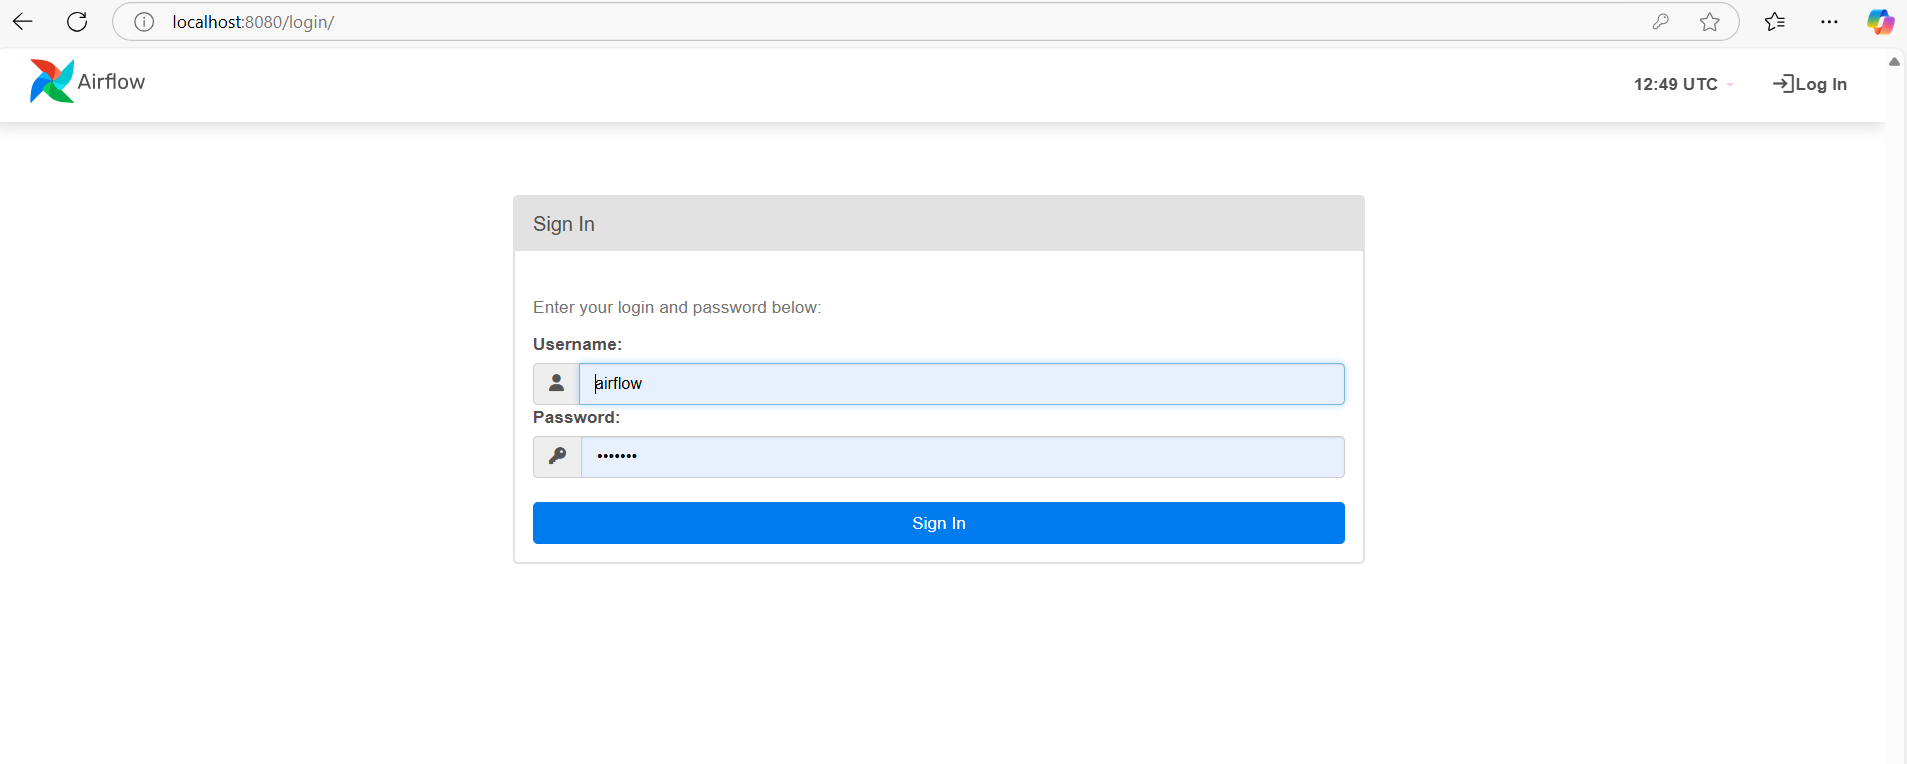 localhost:8080/login/
Airflow
12:49 UTC
Log In
Sign In
Enter your login and password below:
Username:
airflow
Password:
•••••••
Sign In